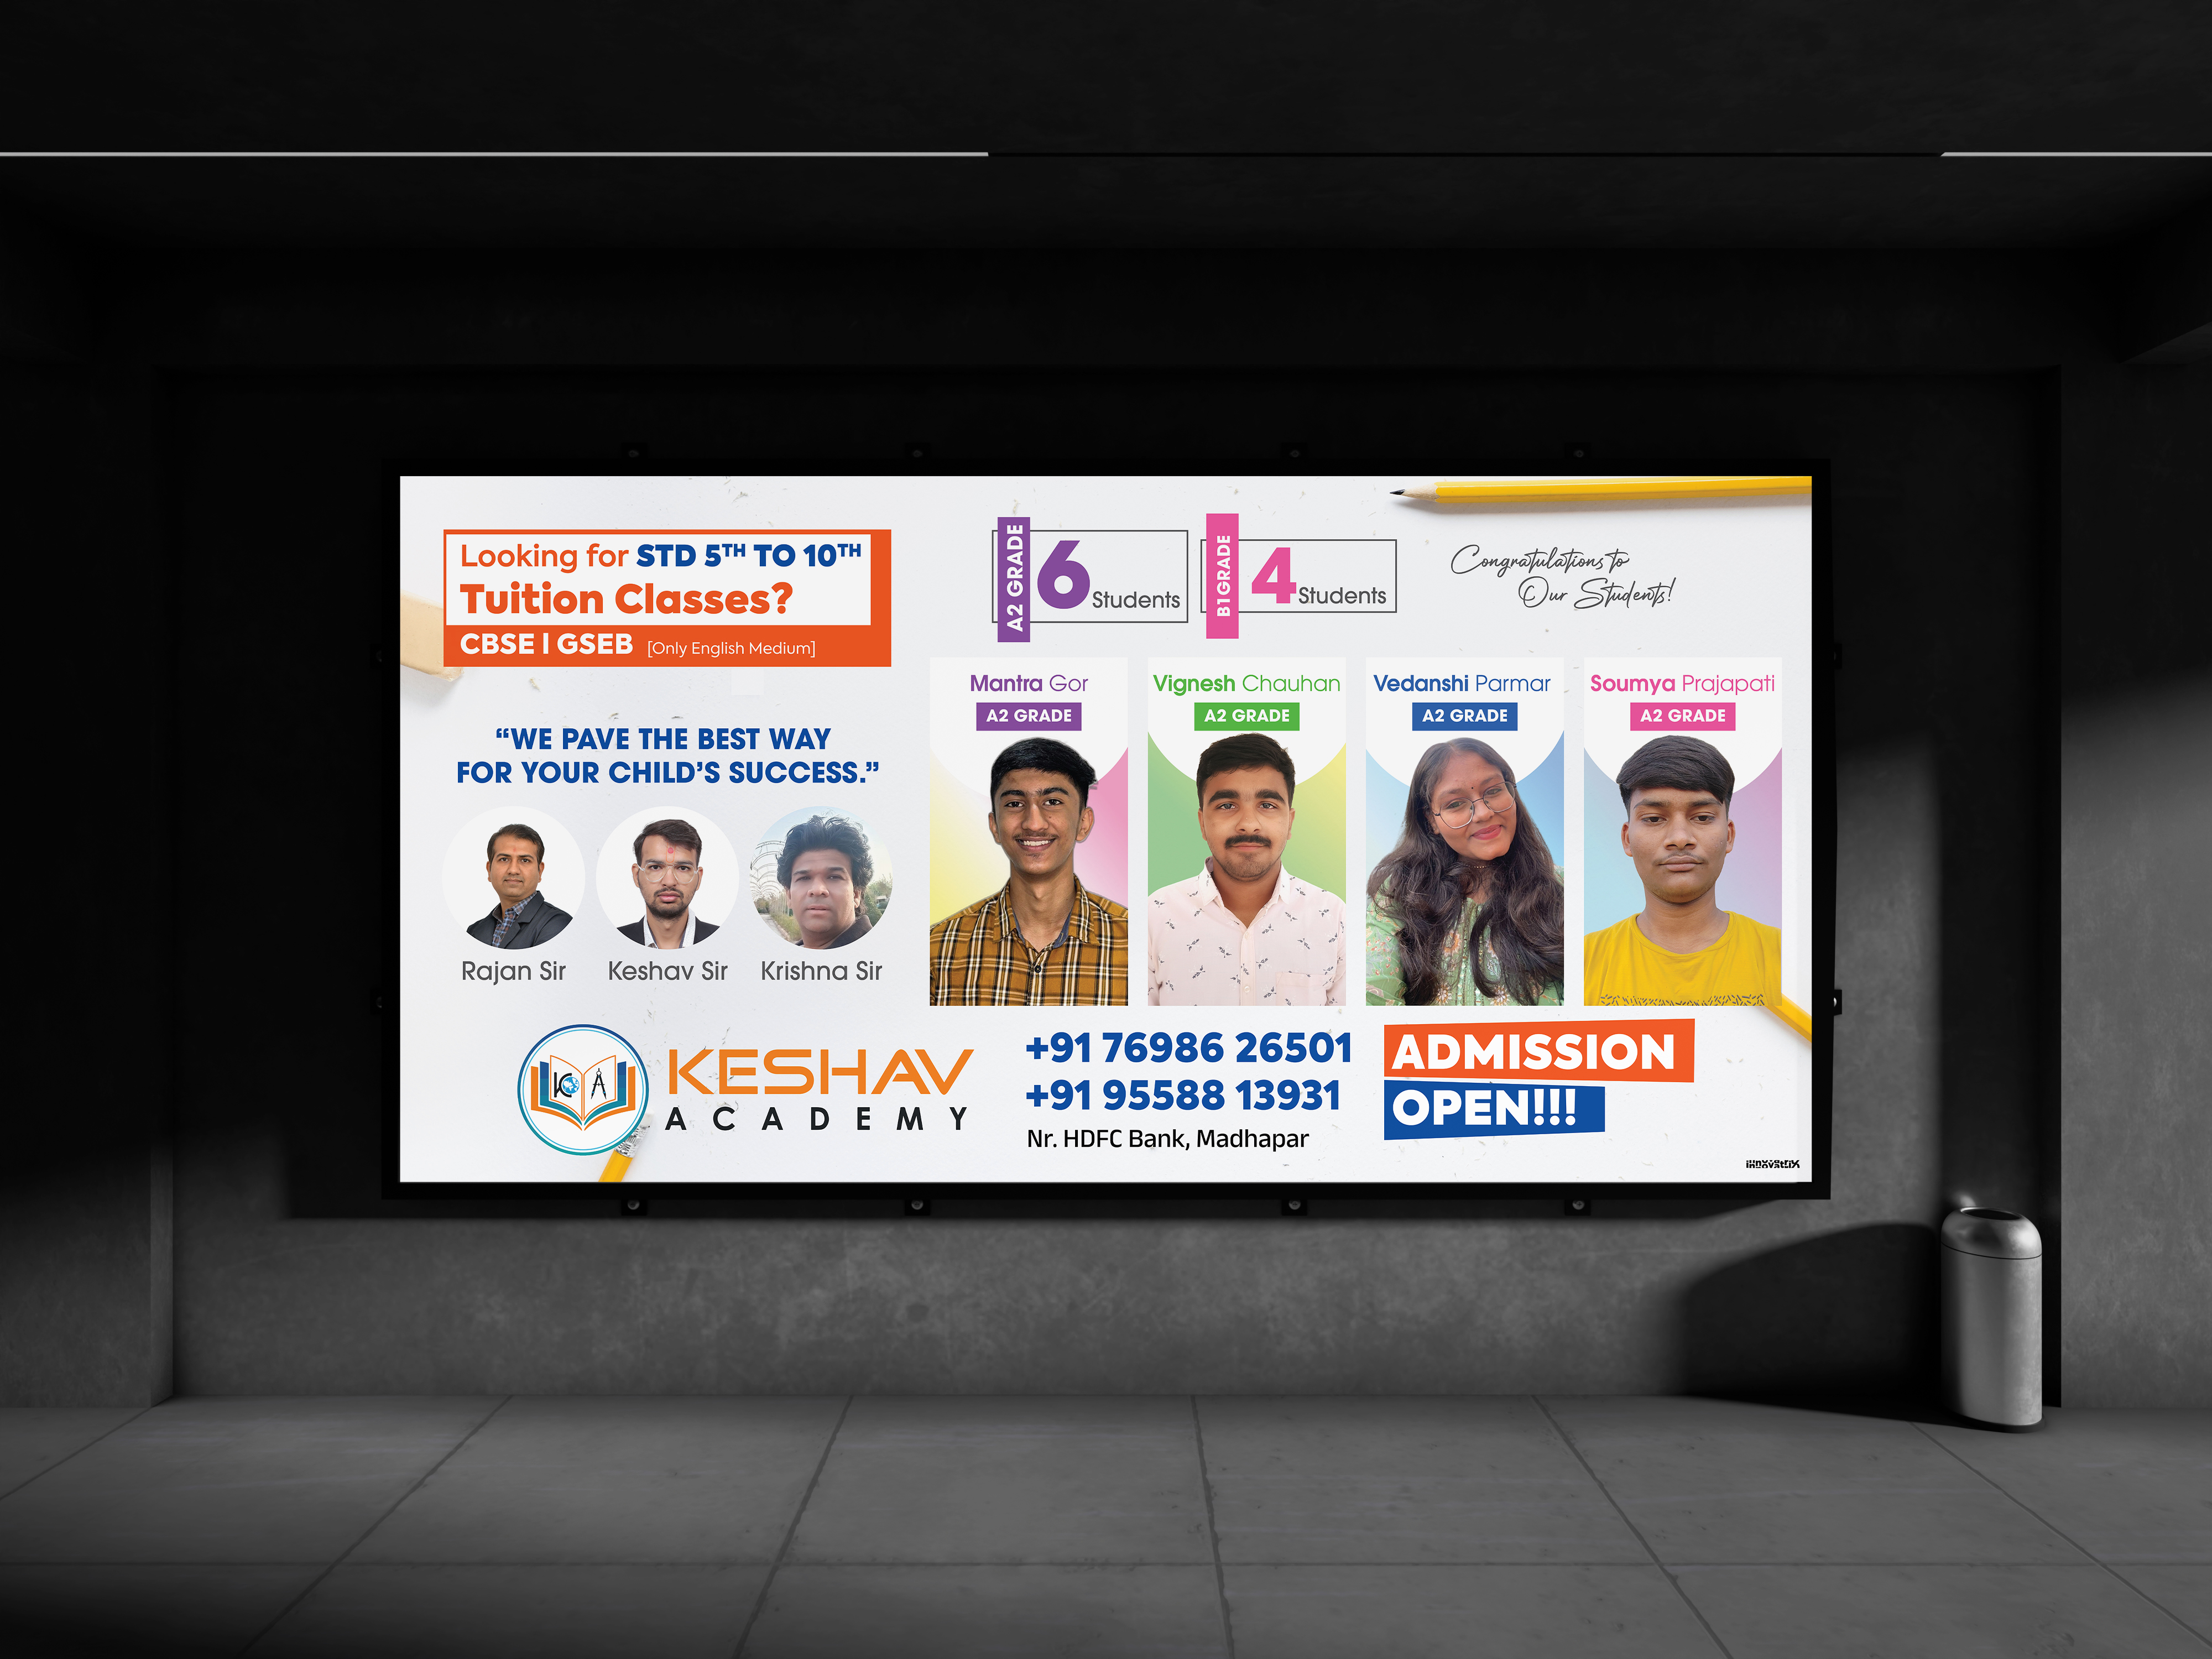 Looking for STD 5TH TO 10TH
Tuition Classes?
CBSE | GSEB [Only English Medium]
"WE PAVE THE BEST WAY
FOR YOUR CHILD'S SUCCESS."
Rajan Sir Keshav Sir Krishna Sir
A2 GRADE
6 Students
B1 GRADE
4 Students
Congratulations to
Our Students!
Mantra Gor
A2 GRADE
Vignesh Chauhan
A2 GRADE
Vedanshi Parmar
A2 GRADE
Soumya Prajapati
A2 GRADE
KA
KESHAV
ACADEMY
+91 76986 26501
+91 95588 13931
Nr. HDFC Bank, Madhapar
ADMISSION
OPEN!!!